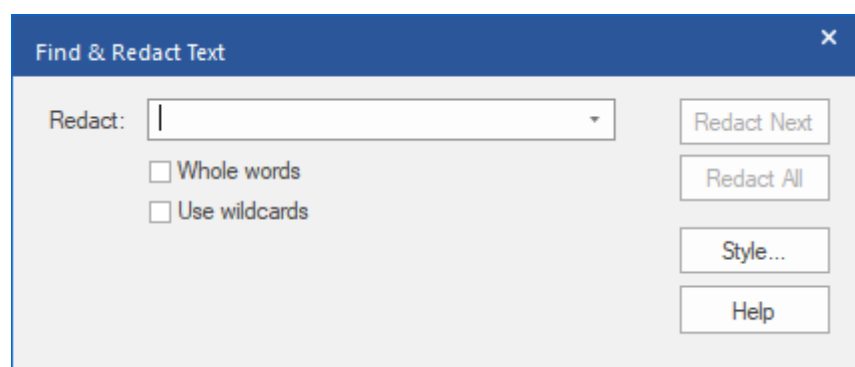 Find & Redact Text
Redact:
Redact Next
Whole words
Redact All
Use wildcards
Style...
Help